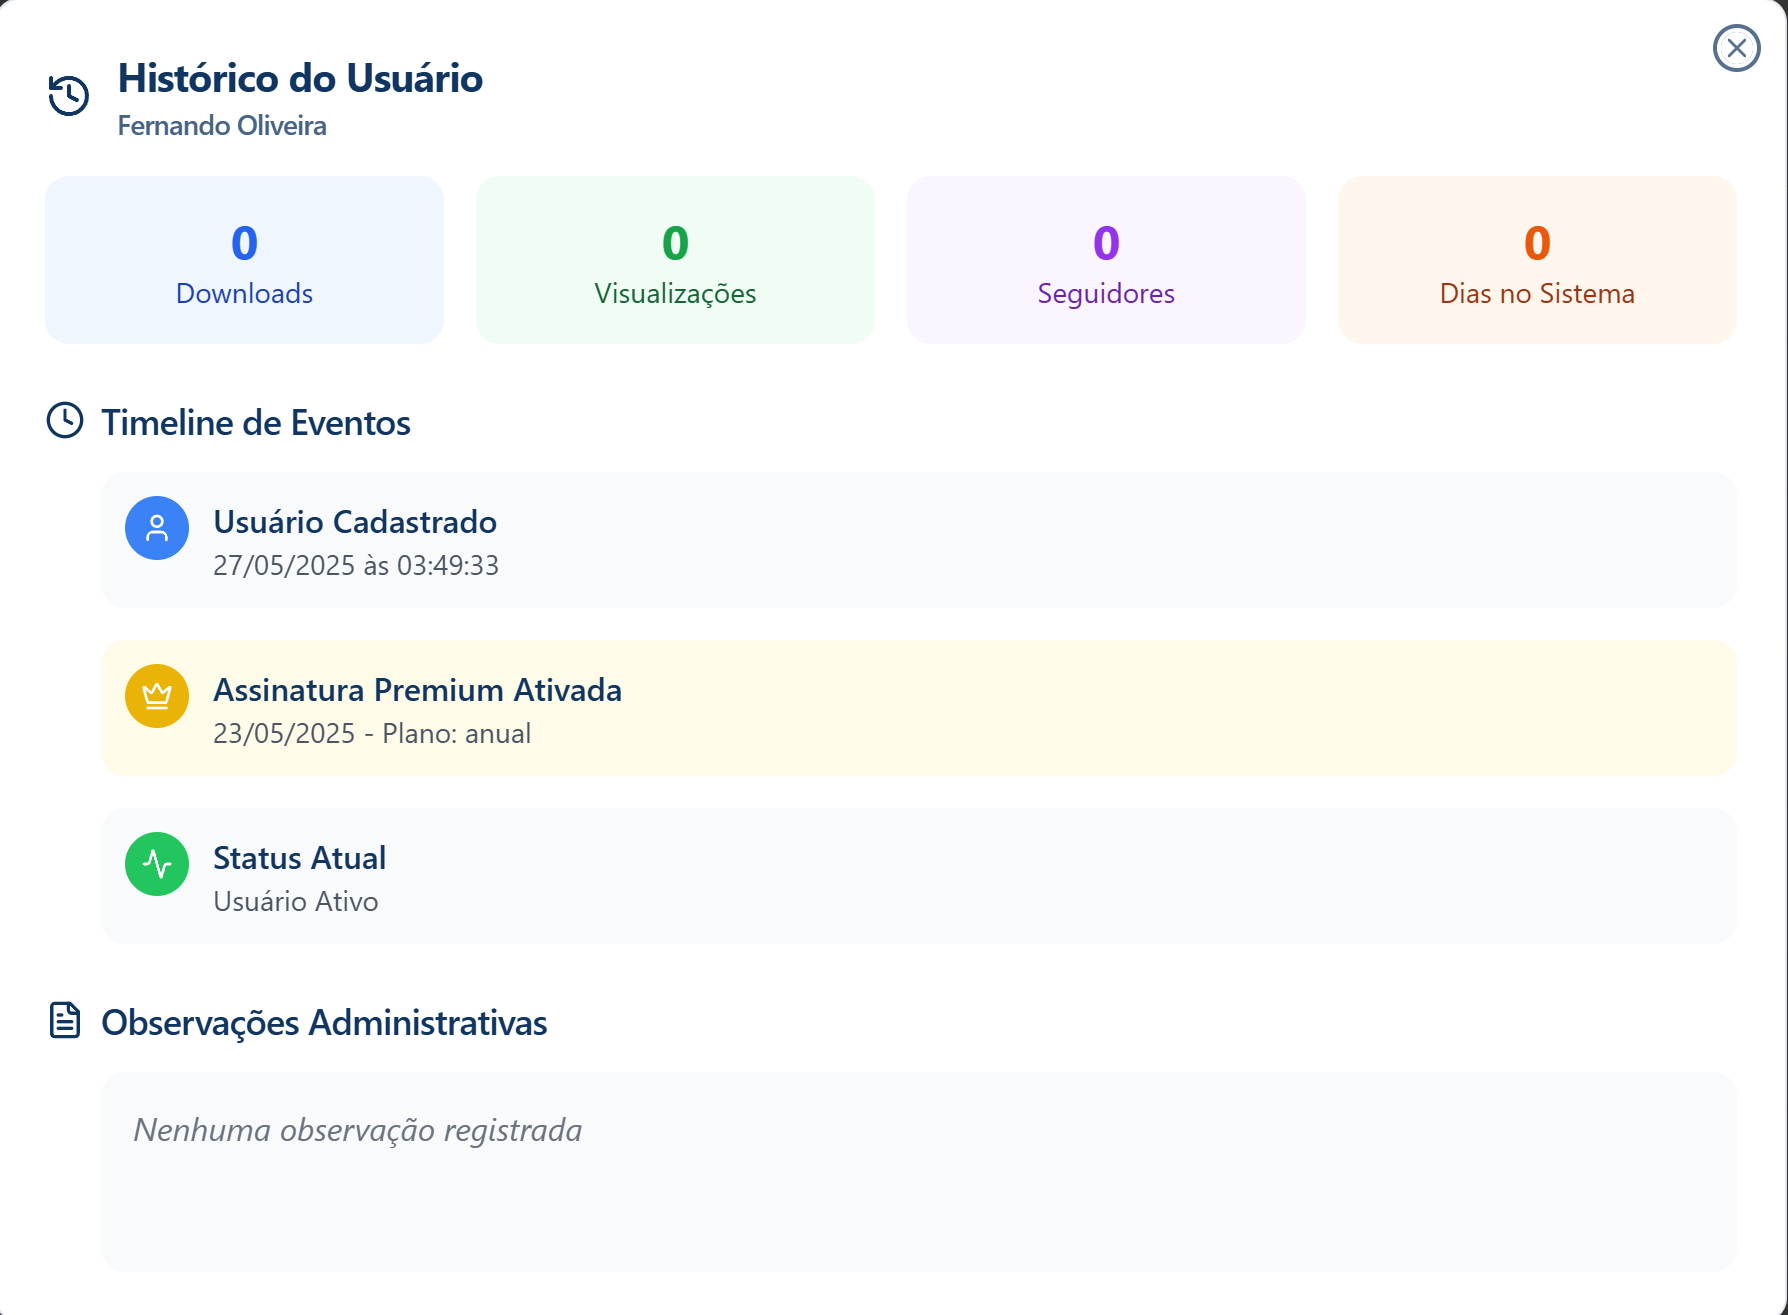 Histórico do Usuário
Fernando Oliveira
0
Downloads
0
Visualizações
0
Seguidores
0
Dias no Sistema
Timeline de Eventos
Usuário Cadastrado
27/05/2025 às 03:49:33
Assinatura Premium Ativada
23/05/2025 - Plano: anual
Status Atual
Usuário Ativo
Observações Administrativas
Nenhuma observação registrada